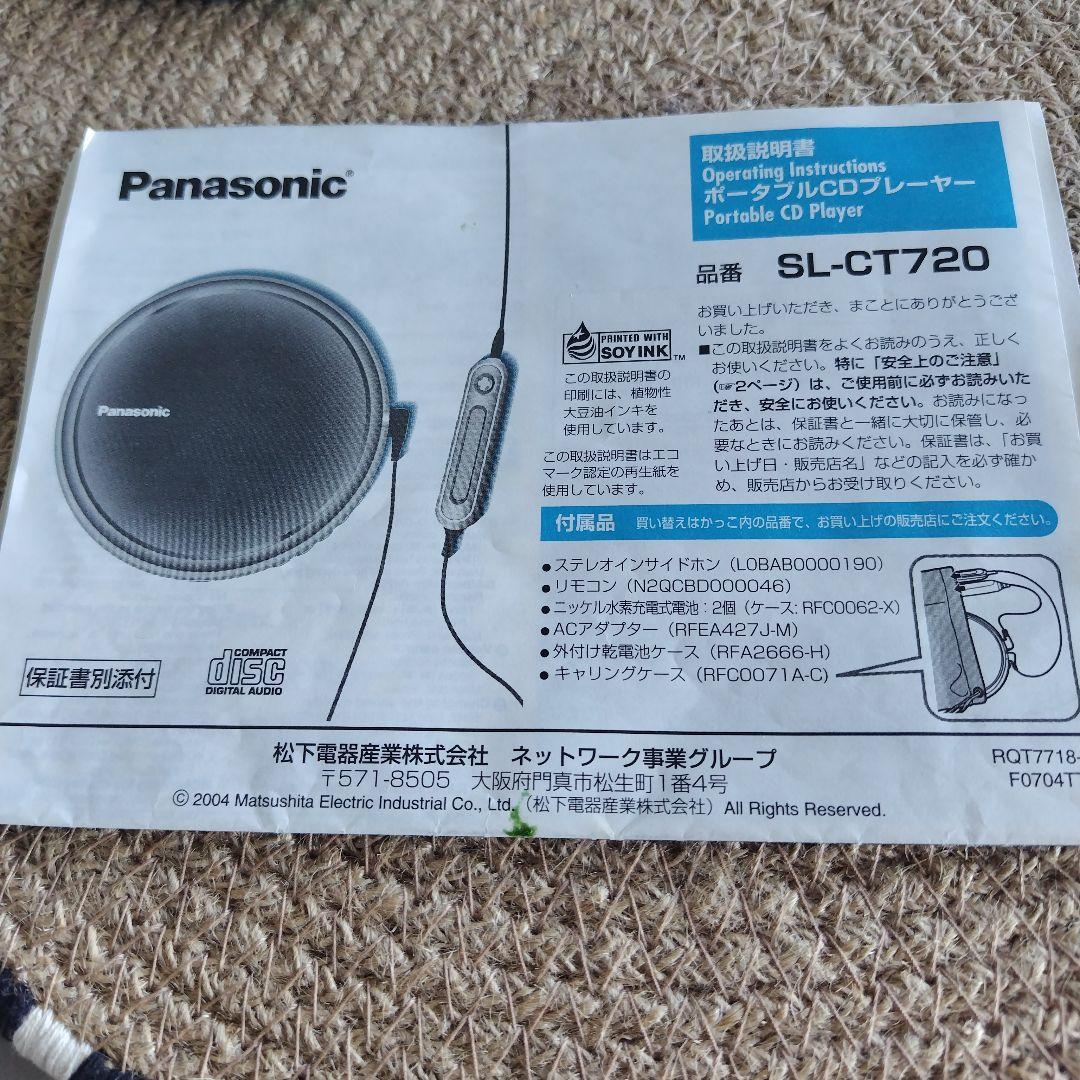 Panasonic®
取扱説明書
Operating Instructions
ポータブルCDプレーヤー
Portable CD Player
品番 SL-CT720
お買い上げいただき、まことにありがとうござ
いました。
■この取扱説明書をよくお読みのうえ、正しく
お使いください。特に「安全上のご注意」
(☞2ページ)は、ご使用前に必ずお読みいた
だき、安全にお使いください。お読みになっ
たあとは、保証書と一緒に大切に保管し、必
要なときにお読みください。保証書は、「お買
い上げ日・販売店名」などの記入を必ず確か
め、販売店からお受け取りください。
PRINTED WITH
SOY INK™
この取扱説明書の
印刷には、植物性
大豆油インキを
使用しています。
この取扱説明書はエコ
マーク認定の再生紙を
使用しています。
Panasonic
付属品 買い替えはかっこ内の品番で、お買い上げの販売店にご注文ください。
●ステレオインサイドホン(L0BAB0000190)
●リモコン(N2QCBD000046)
●ニッケル水素充電式電池:2個(ケース: RFC0062-X)
●ACアダプター(RFEA427J-M)
●外付け乾電池ケース(RFA2666-H)
●キャリングケース(RFC0071A-C)
保証書別添付
COMPACT
disc
DIGITAL AUDIO
松下電器産業株式会社 ネットワーク事業グループ
〒571-8505 大阪府門真市松生町1番4号
© 2004 Matsushita Electric Industrial Co., Ltd.(松下電器産業株式会社)All Rights Reserved.
RQT7718-
F0704T